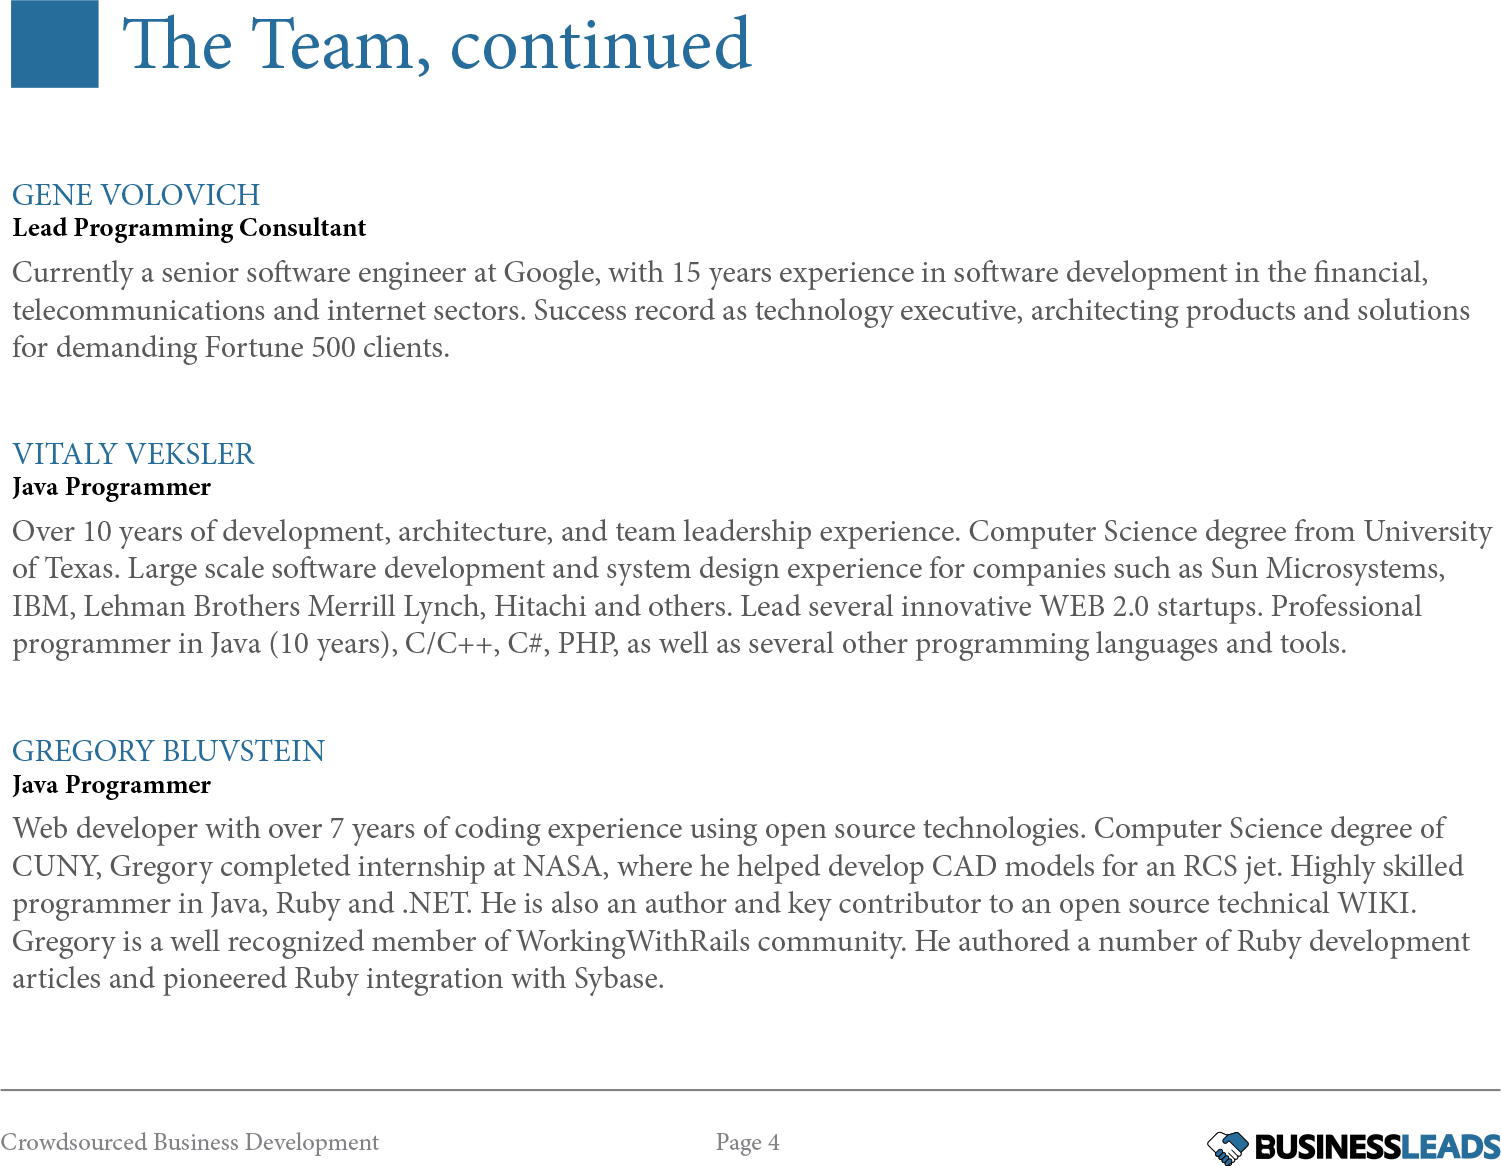 The Team, continued
GENE VOLOVICH
Lead Programming Consultant
Currently a senior software engineer at Google, with 15 years experience in software development in the financial,
telecommunications and internet sectors. Success record as technology executive, architecting products and solutions
for demanding Fortune 500 clients.
VITALY VEKSLER
Java Programmer
Over 10 years of development, architecture, and team leadership experience. Computer Science degree from University
of Texas. Large scale software development and system design experience for companies such as Sun Microsystems,
IBM, Lehman Brothers Merrill Lynch, Hitachi and others. Lead several innovative WEB 2.0 startups. Professional
programmer in Java (10 years), C/C++, C#, PHP, as well as several other programming languages and tools.
GREGORY BLUVSTEIN
Java Programmer
Web developer with over 7 years of coding experience using open source technologies. Computer Science degree of
CUNY, Gregory completed internship at NASA, where he helped develop CAD models for an RCS jet. Highly skilled
programmer in Java, Ruby and .NET. He is also an author and key contributor to an open source technical WIKI.
Gregory is a well recognized member of WorkingWithRails community. He authored a number of Ruby development
articles and pioneered Ruby integration with Sybase.
Crowdsourced Business Development
Page 4
BUSINESSLEADS